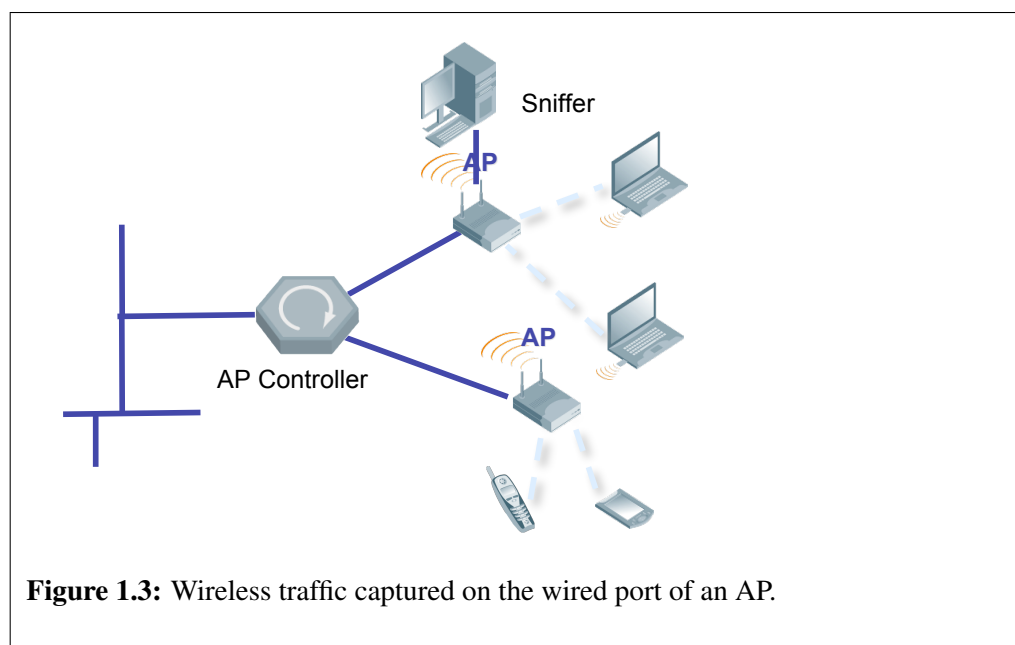 Sniffer
AP
AP
AP Controller
Figure 1.3: Wireless traffic captured on the wired port of an AP.